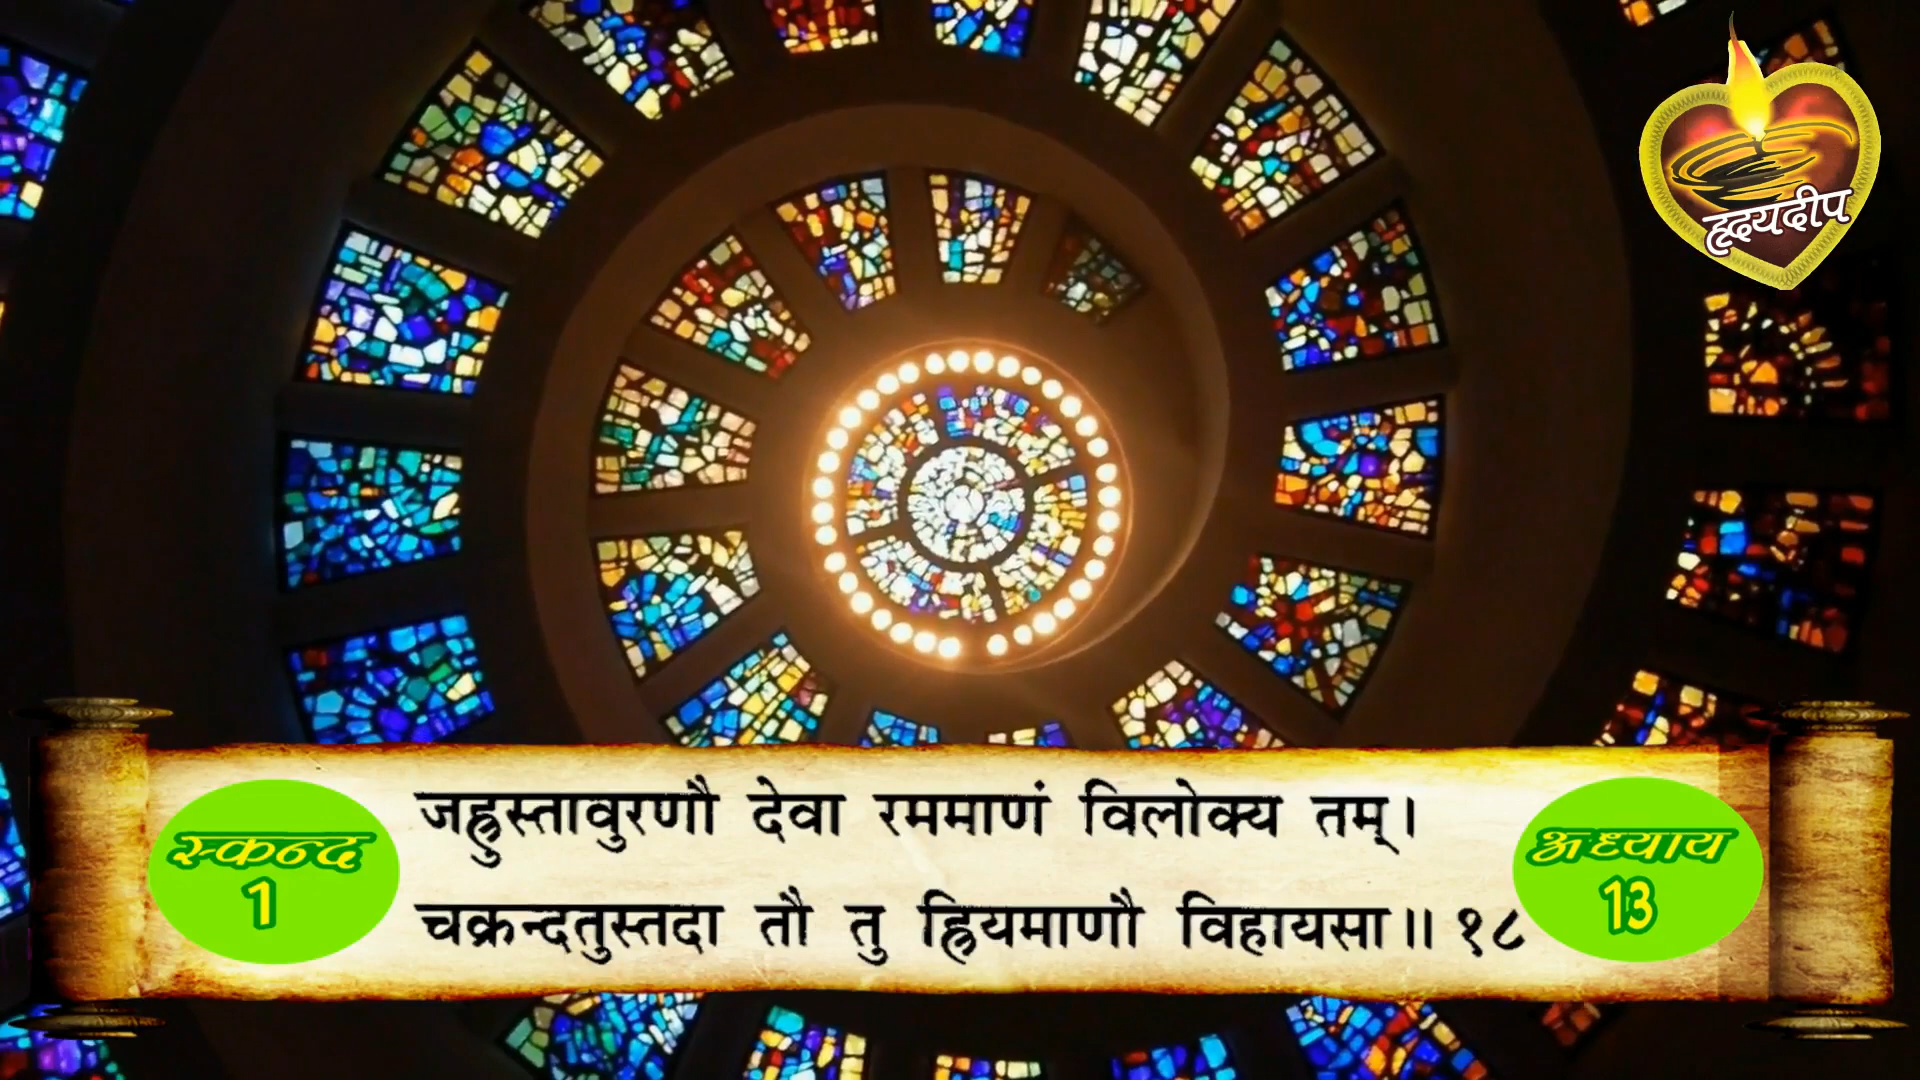 हृदयदीप
स्कन्द
1
जह्रुस्तावुरणौ देवा रममाणं विलोक्य तम्।
चक्रन्दतुस्तदा तौ तु ह्रियमाणौ विहायसा॥ १८
अध्याय
13